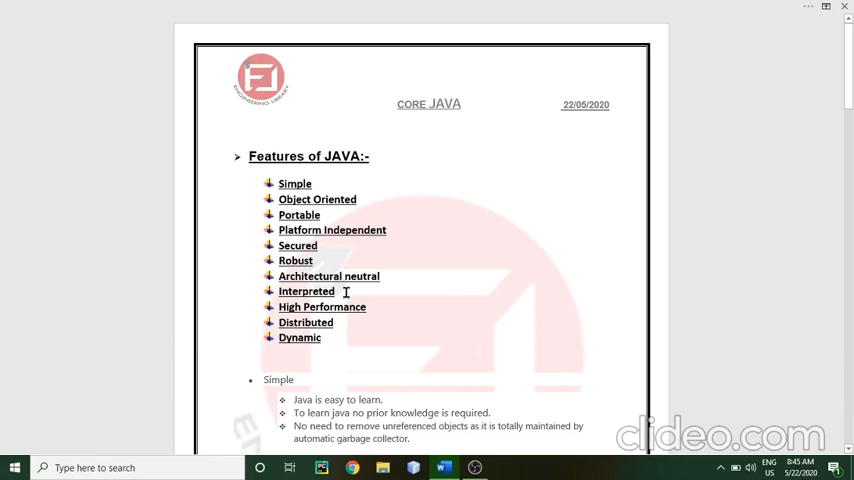 ENGINEERING LIBRARY
CORE JAVA 22/05/2020
Features of JAVA:-
Simple
Object Oriented
Portable
Platform Independent
Secured
Robust
Architectural neutral
Interpreted
High Performance
Distributed
Dynamic
Simple
Java is easy to learn.
To learn java no prior knowledge is required.
No need to remove unreferenced objects as it is totally maintained by
automatic garbage collector.
clideo.com
Type here to search
PC
ENG 8:45 AM
US 5/22/2020